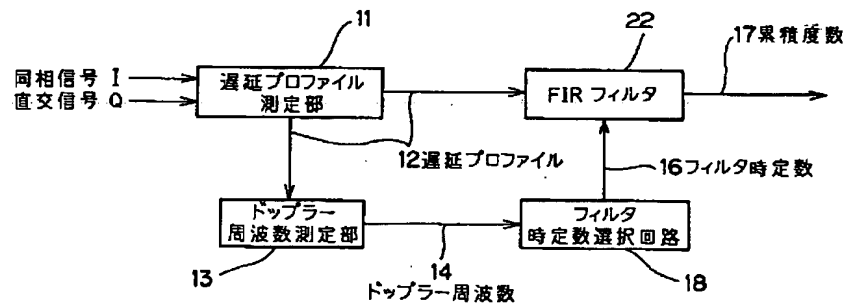 11
22
17累積度数
同相信号 I
直交信号 Q
遅延プロファイル
測定部
FIR フィルタ
12遅延プロファイル
16フィルタ時定数
ドップラー
周波数測定部
フィルタ
時定数選択回路
13
14
ドップラー周波数
18